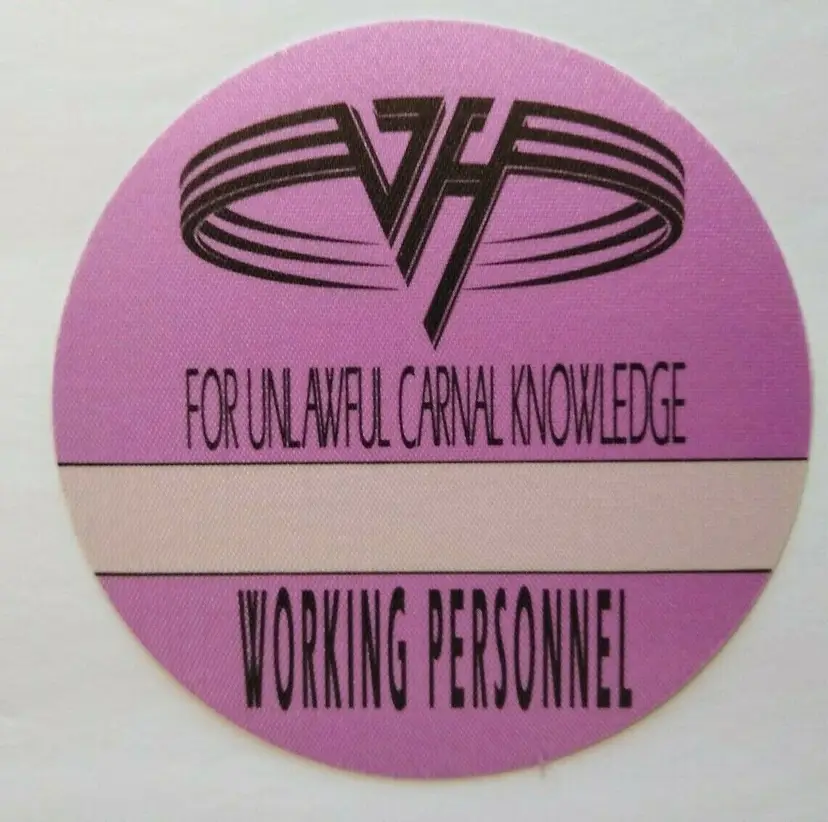 VH
FOR UNLAWFUL CARNAL KNOWLEDGE
WORKING PERSONNEL